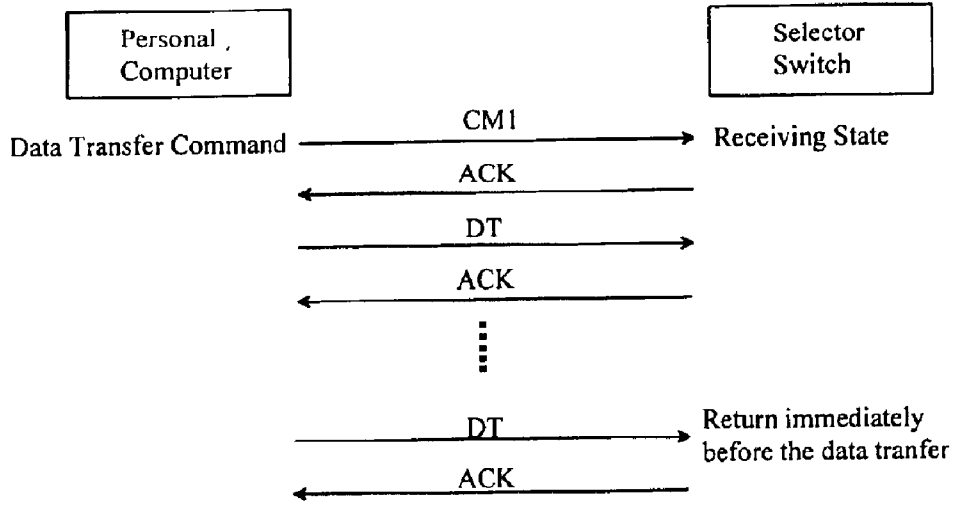 Personal
Computer
Selector
Switch
Data Transfer Command
CM1
Receiving State
ACK
DT
ACK
DT
Return immediately
before the data tranfer
ACK